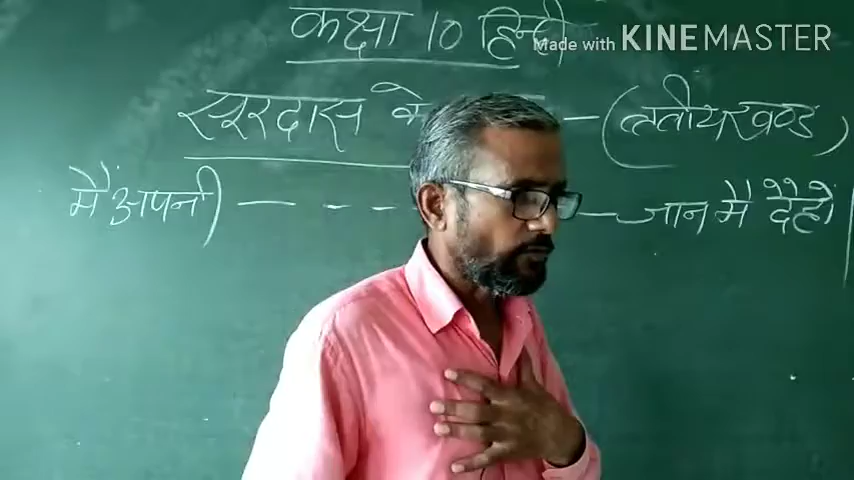 कक्षा 10 हिन्दी
Made with KINEMASTER
सूरदास के — (तृतीय खण्ड)
मैं अपनी — - - - — जान मैं दैहौं